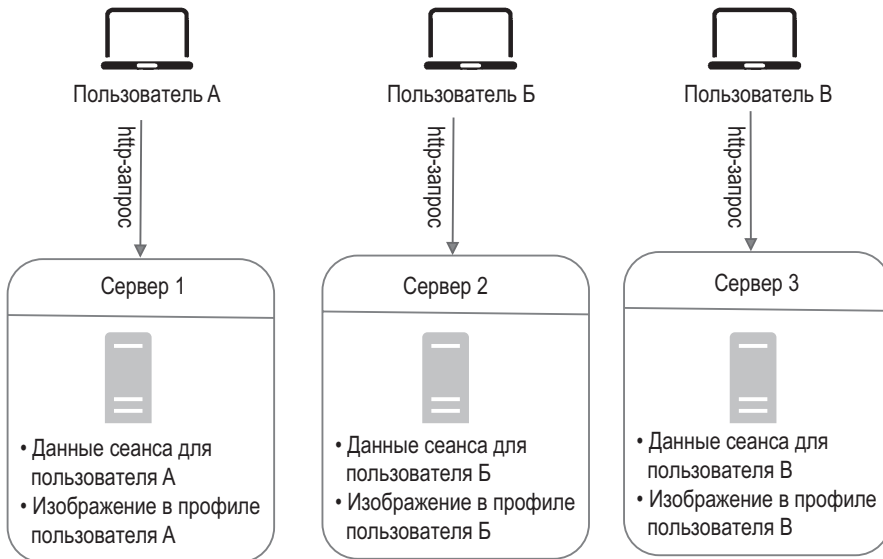 Пользователь А
Пользователь Б
Пользователь В
http-запрос
http-запрос
http-запрос
Сервер 1
• Данные сеанса для
пользователя А
• Изображение в профиле
пользователя А
Сервер 2
• Данные сеанса для
пользователя Б
• Изображение в профиле
пользователя Б
Сервер 3
• Данные сеанса для
пользователя В
• Изображение в профиле
пользователя В